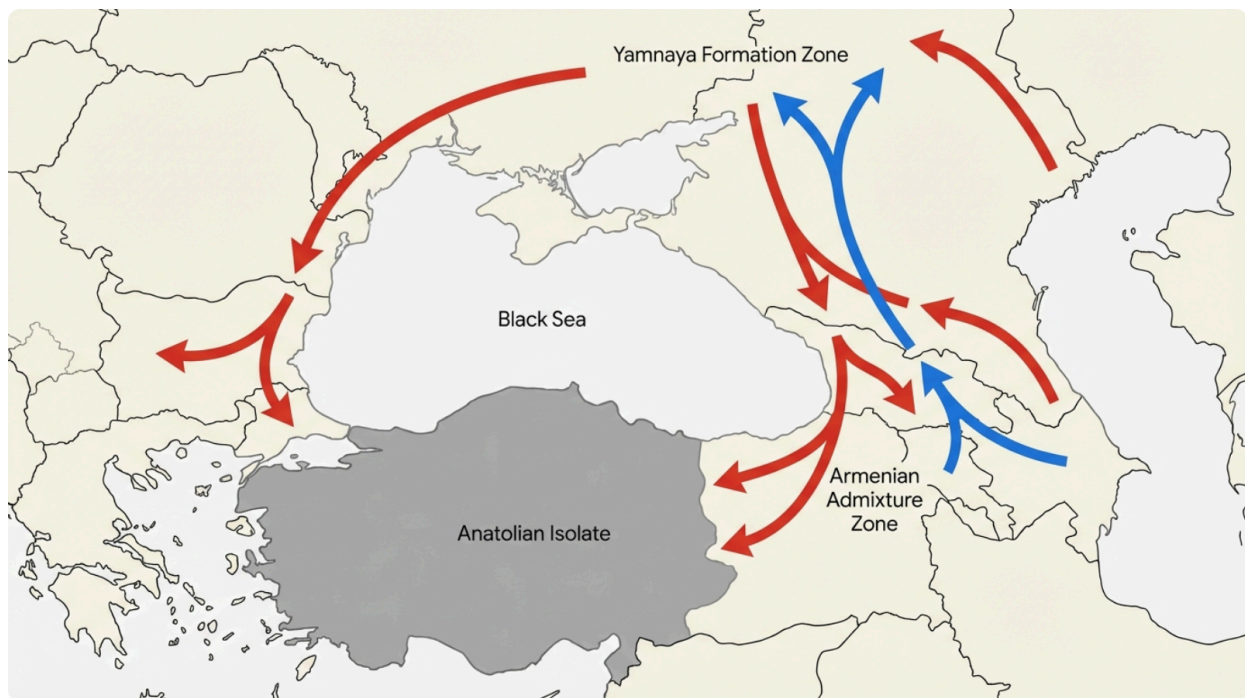 Yamnaya Formation Zone
Black Sea
Armenian
Admixture
Zone
Anatolian Isolate